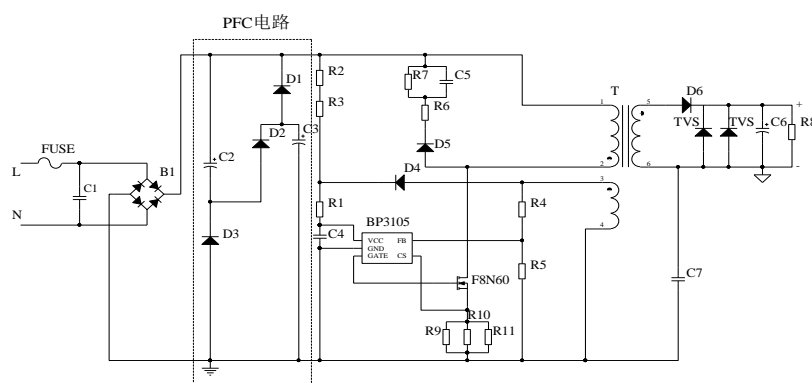 PFC电路
R2
R3
D1
D2
C3
C2
D3
FUSE
L
C1
B1
N
R7
C5
R6
D5
D4
R1
C4
BP3105
VCC FB
GND
GATE CS
R4
R5
F8N60
R10
R9
R11
T
1
2
3
4
5
6
D6
TVS
TVS
C6
R8
+
-
C7